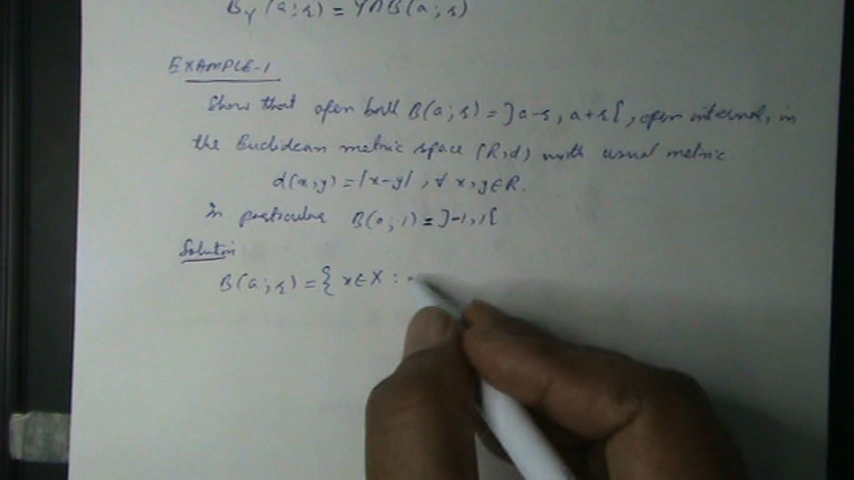 B_Y(a;r) = Y∩B(a;r)
EXAMPLE-1
Show that open ball B(a;r) = ]a-r, a+r[, open interval, in
the Euclidean metric space (R,d) with usual metric.
d(x,y) = |x-y|, ∀ x,y∈R.
In particular B(0;1) = ]-1,1[
Solution
B(a;r) = { x∈X :